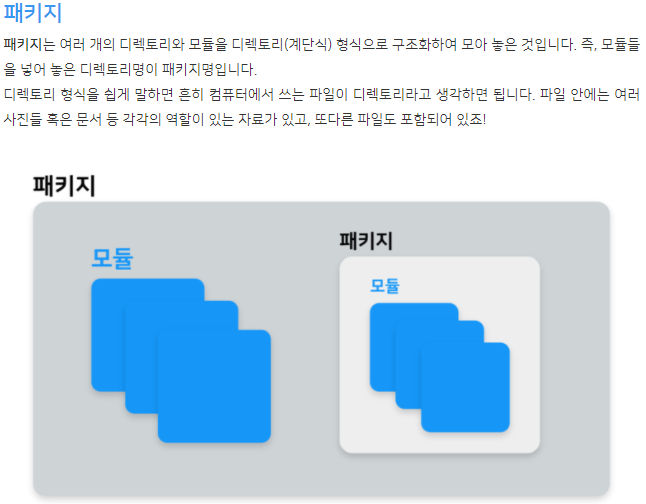 패키지
패키지는 여러 개의 디렉토리와 모듈을 디렉토리(계단식) 형식으로 구조화하여 모아 놓은 것입니다. 즉, 모듈들
을 넣어 놓은 디렉토리명이 패키지명입니다.
디렉토리 형식을 쉽게 말하면 흔히 컴퓨터에서 쓰는 파일이 디렉토리라고 생각하면 됩니다. 파일 안에는 여러
사진들 혹은 문서 등 각각의 역할이 있는 자료가 있고, 또다른 파일도 포함되어 있죠!
패키지
모듈
패키지
모듈